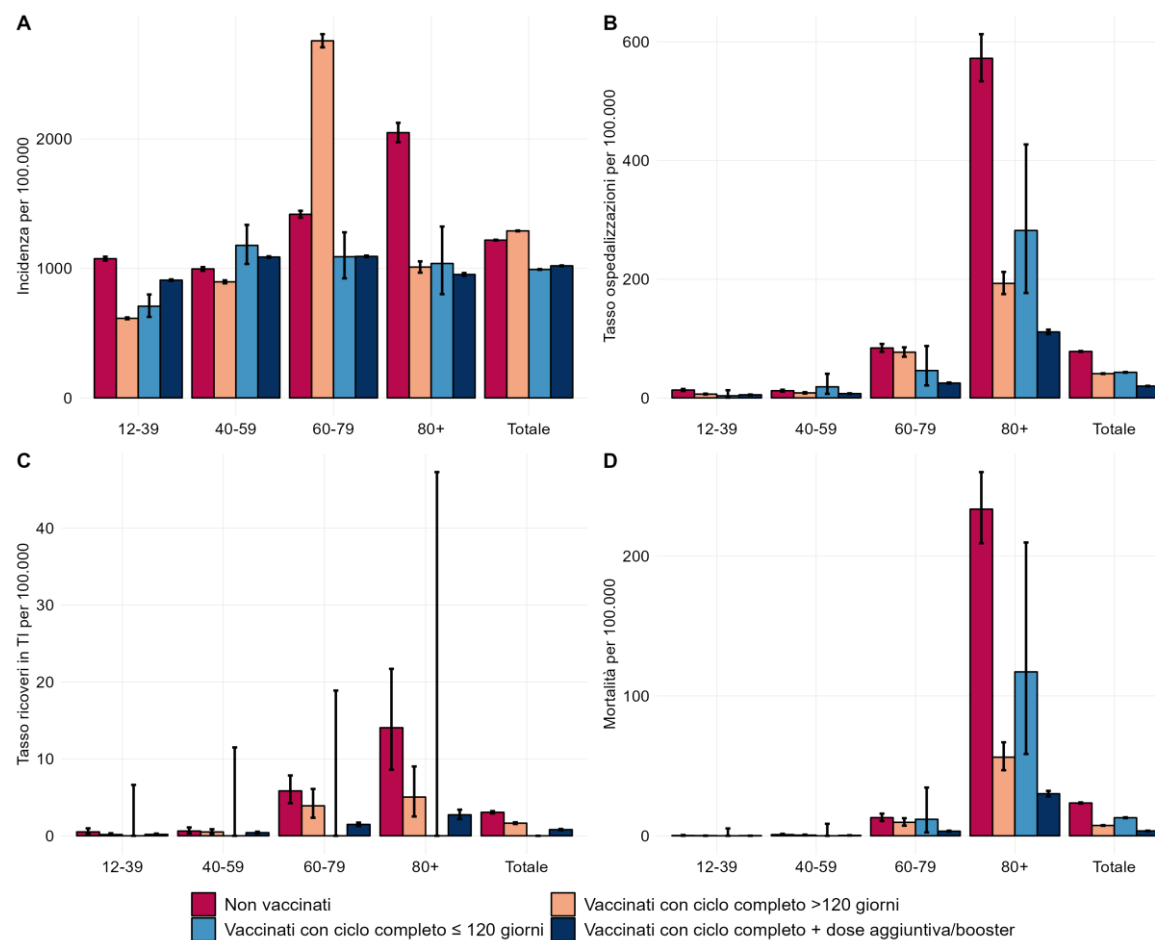 A
Incidenza per 100.000
2000
1000
0
12-39 40-59 60-79 80+ Totale
B
Tasso ospedalizzazioni per 100.000
600
400
200
0
12-39 40-59 60-79 80+ Totale
C
Tasso ricoveri in TI per 100.000
40
30
20
10
0
12-39 40-59 60-79 80+ Totale
D
Mortalità per 100.000
200
100
0
12-39 40-59 60-79 80+ Totale
Non vaccinati
Vaccinati con ciclo completo >120 giorni
Vaccinati con ciclo completo ≤ 120 giorni
Vaccinati con ciclo completo + dose aggiuntiva/booster